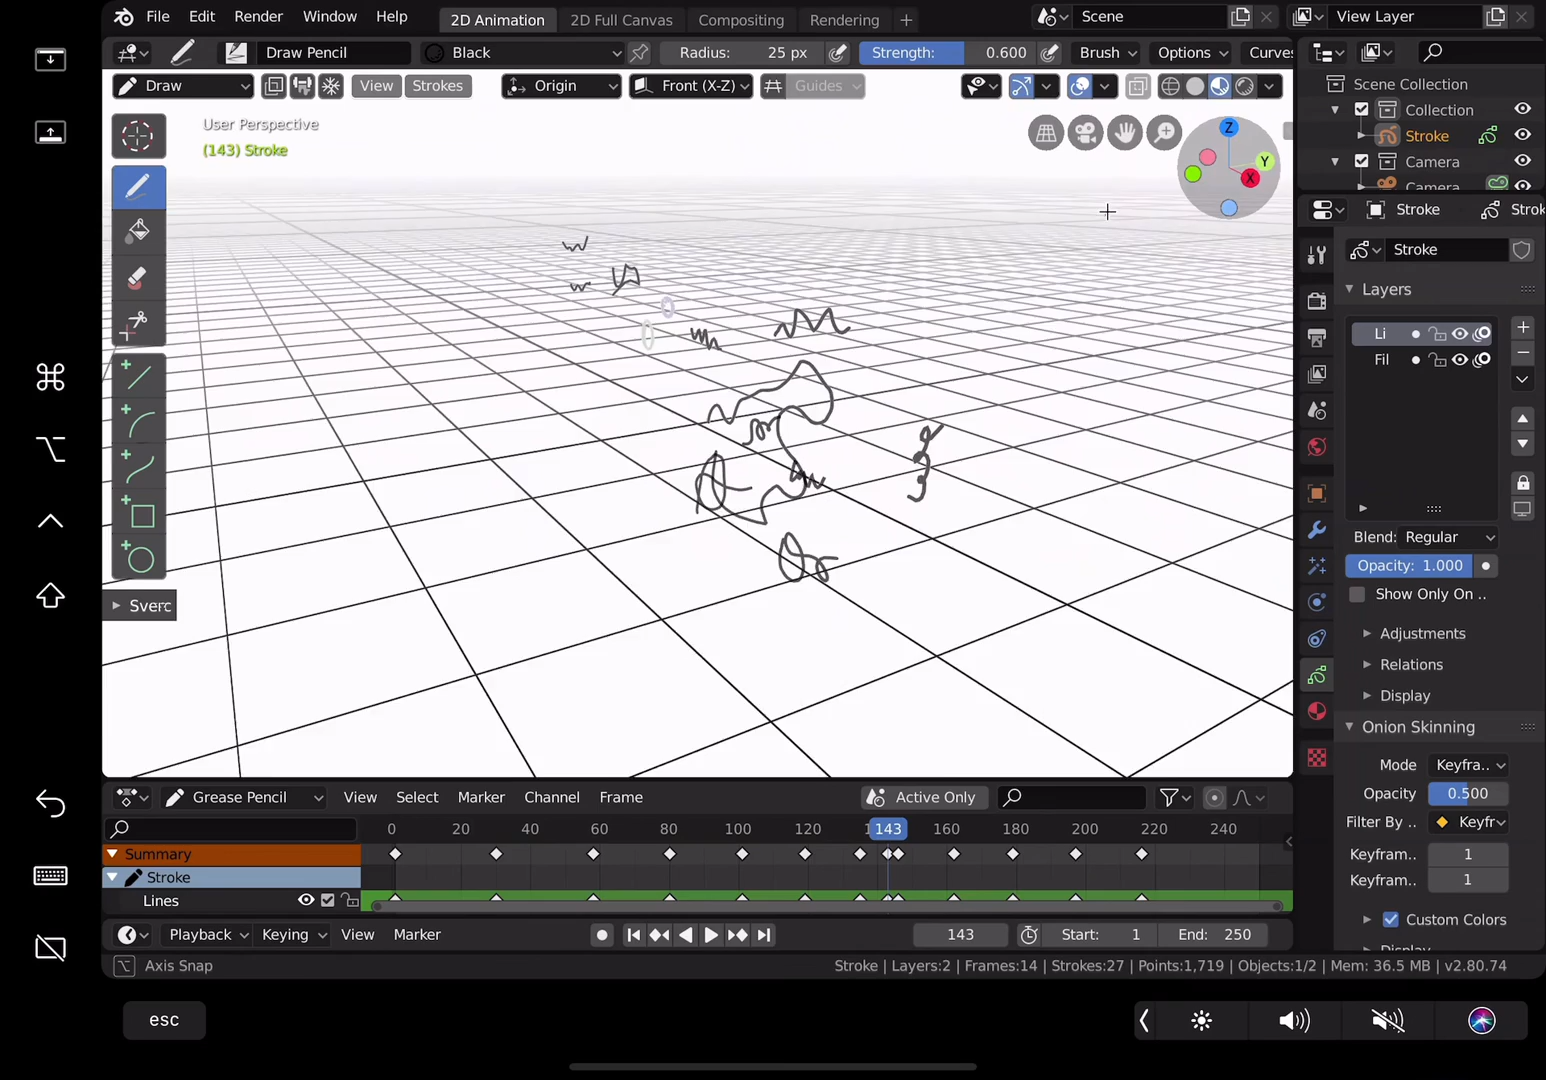 File Edit Render Window Help 2D Animation 2D Full Canvas Compositing Rendering + Scene View Layer
Draw Pencil Black Radius: 25 px Strength: 0.600 Brush Options Curves
Draw View Strokes Origin Front (X-Z) Guides
User Perspective
(143) Stroke
Z
Y
X
Sverc
Scene Collection
Collection
Stroke
Camera
Camera
Stroke Strok
Stroke
Layers
Li
Fil
Blend: Regular
Opacity: 1.000
Show Only On ..
Adjustments
Relations
Display
Onion Skinning
Mode Keyfra..
Opacity 0.500
Filter By .. Keyfr
Keyfram.. 1
Keyfram.. 1
Custom Colors
Display
Grease Pencil View Select Marker Channel Frame Active Only
0 20 40 60 80 100 120 143 160 180 200 220 240
Summary
Stroke
Lines
Playback Keying View Marker 143 Start: 1 End: 250
Axis Snap Stroke | Layers:2 | Frames:14 | Strokes:27 | Points:1,719 | Objects:1/2 | Mem: 36.5 MB | v2.80.74
esc